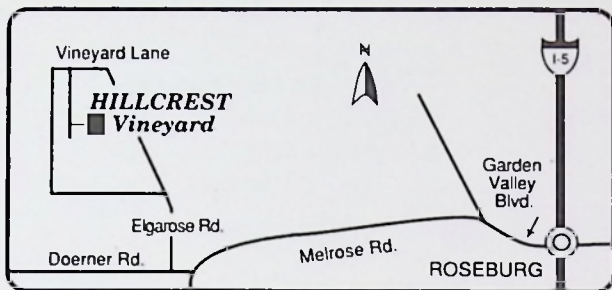 Vineyard Lane
N
I-5
HILLCREST
Vineyard
Garden
Valley
Blvd.
Elgarose Rd.
Melrose Rd.
Doerner Rd.
ROSEBURG